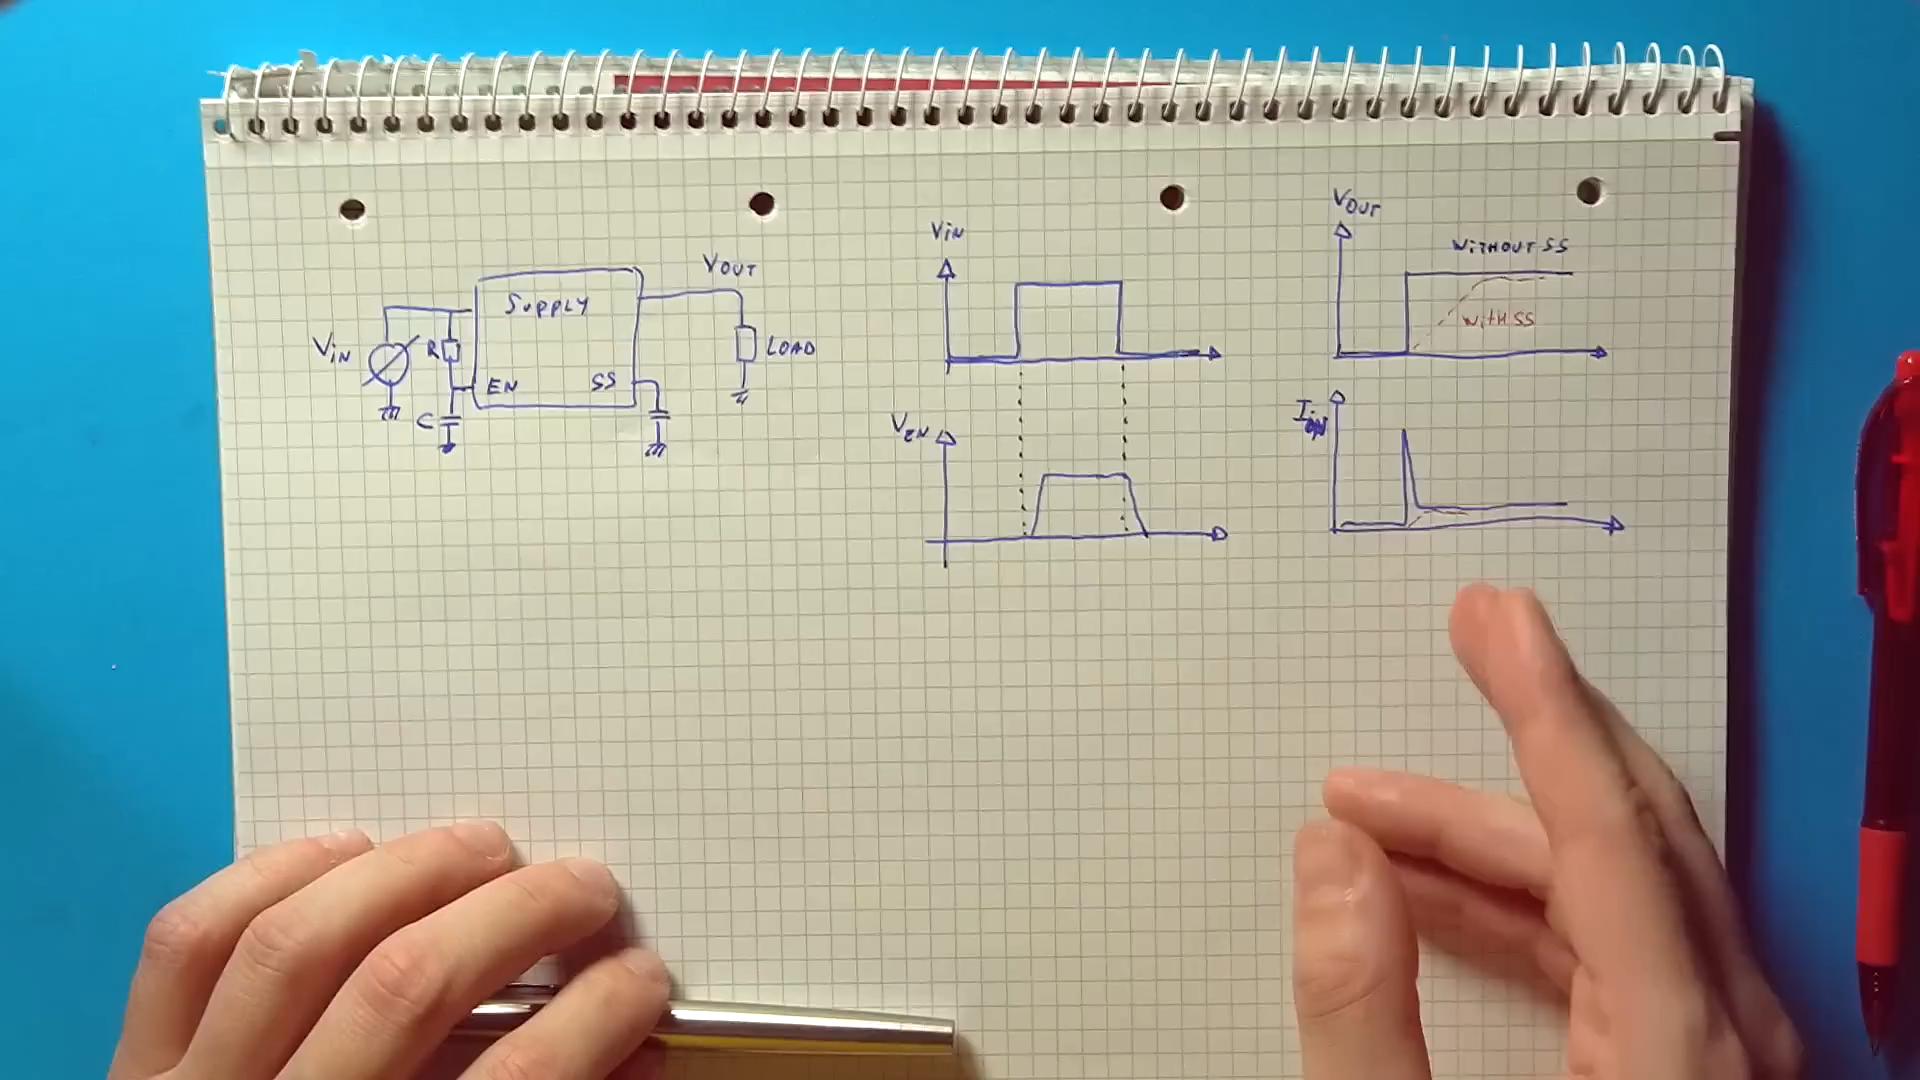 VOUT
Supply
VIN
R
LOAD
EN
SS
C
VIN
VEN
VOUT
WITHOUT SS
WITH SS